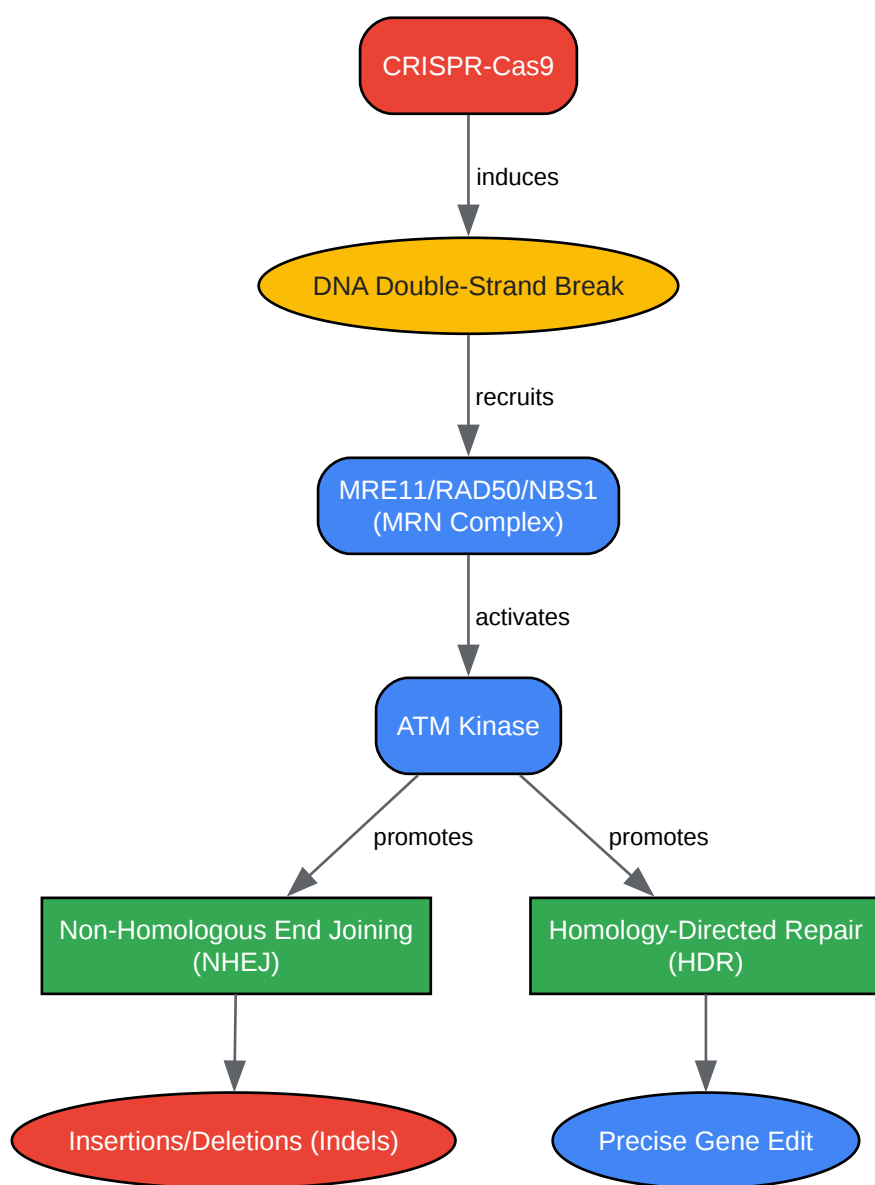 CRISPR-Cas9
induces
DNA Double-Strand Break
recruits
MRE11/RAD50/NBS1
(MRN Complex)
activates
ATM Kinase
promotes
promotes
Non-Homologous End Joining
(NHEJ)
Homology-Directed Repair
(HDR)
Insertions/Deletions (Indels)
Precise Gene Edit